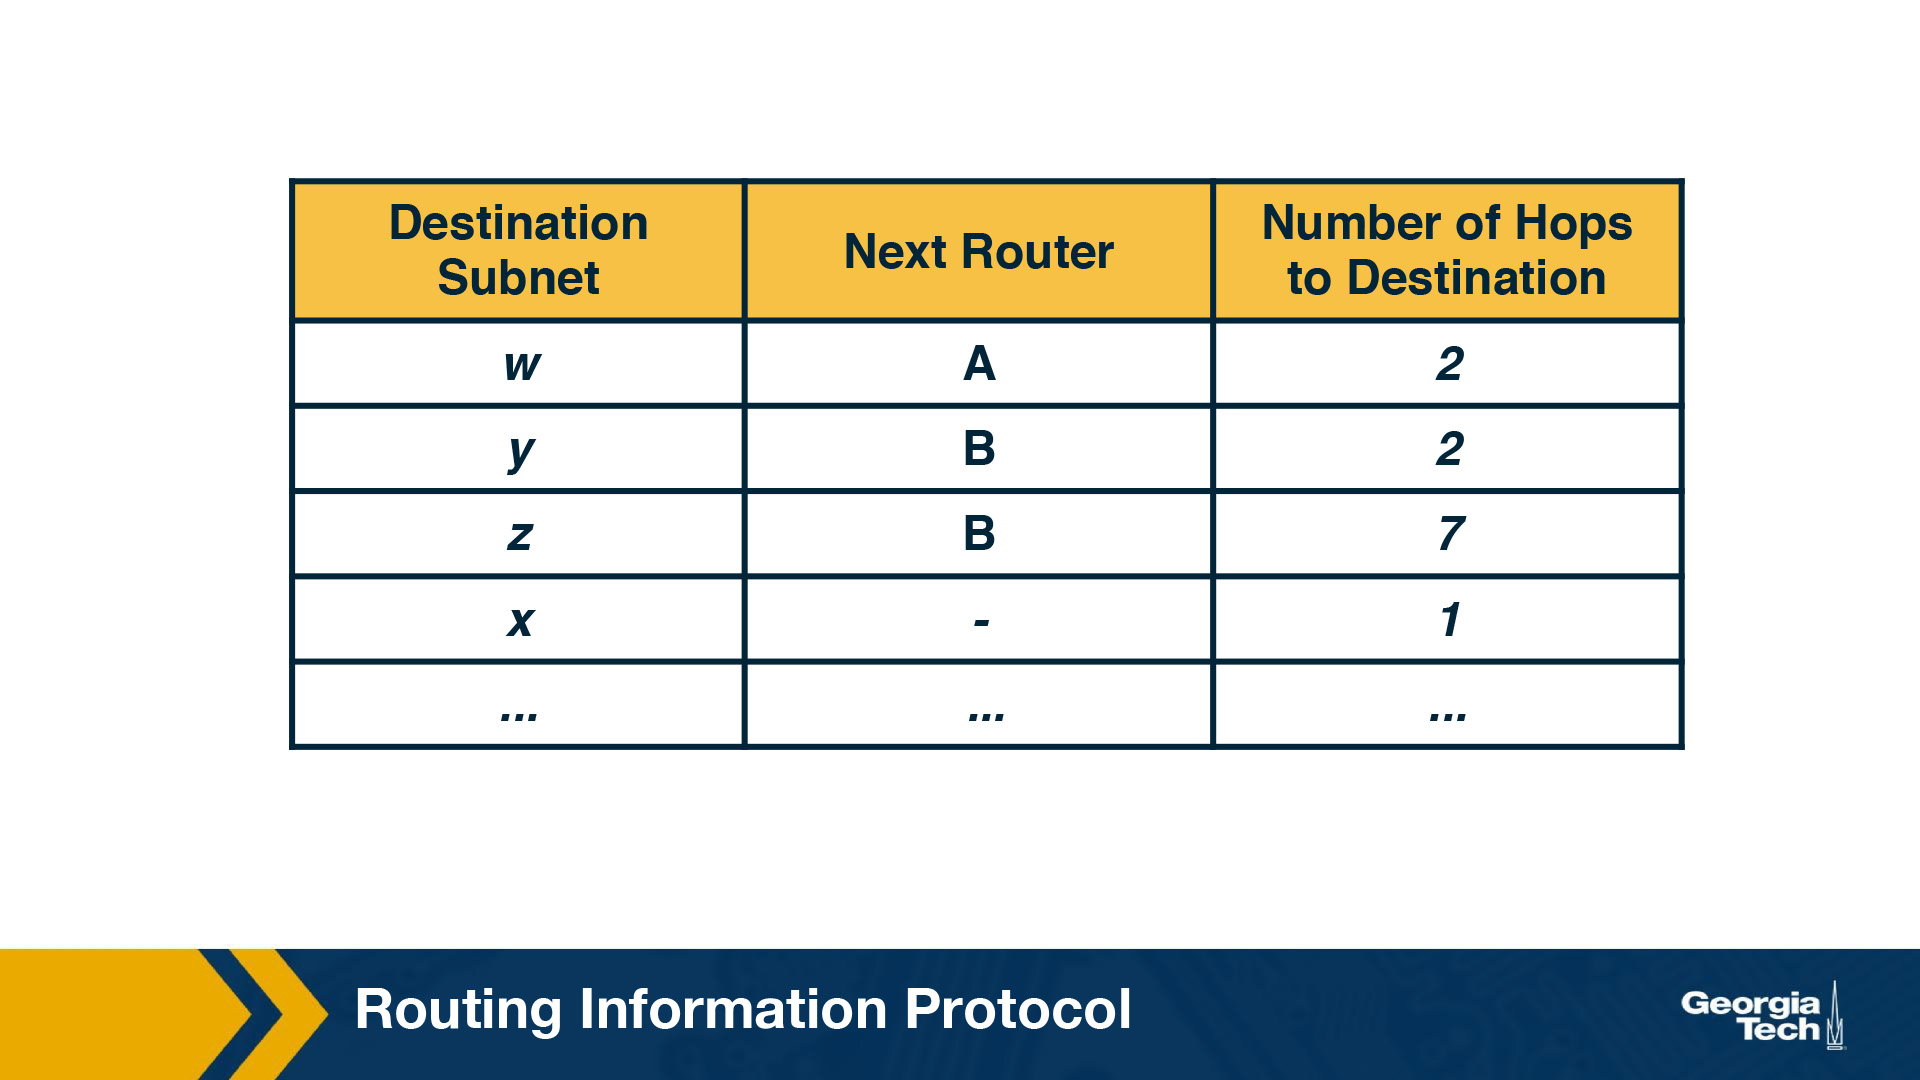 Destination
Subnet
Next Router
Number of Hops
to Destination
w
A
2
y
B
2
z
B
7
x
-
1
...
...
...
Routing Information Protocol
Georgia
Tech